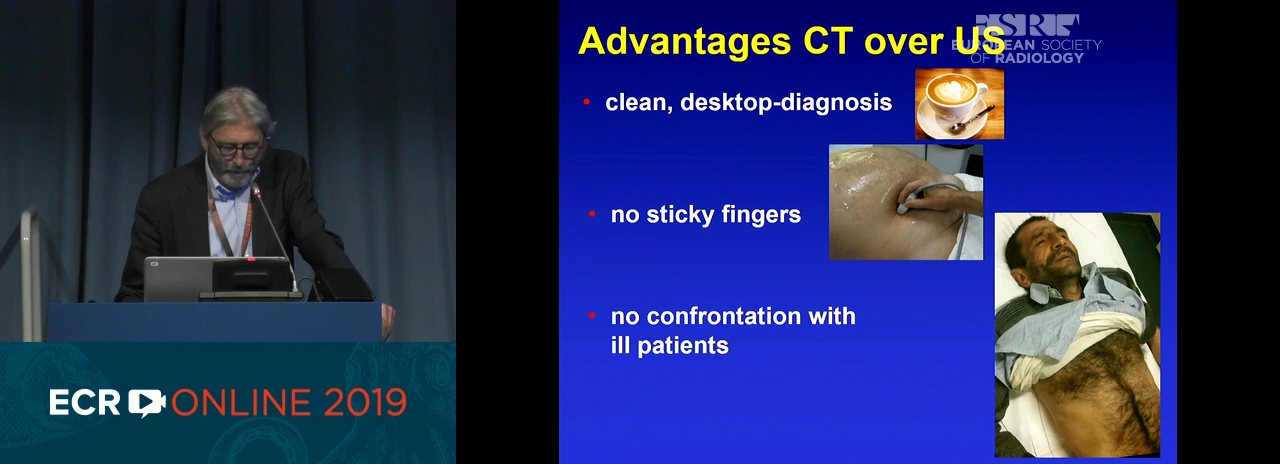 Advantages CT over US
ESR
EUROPEAN SOCIETY
OF RADIOLOGY
• clean, desktop-diagnosis
• no sticky fingers
• no confrontation with
ill patients
ECR ONLINE 2019